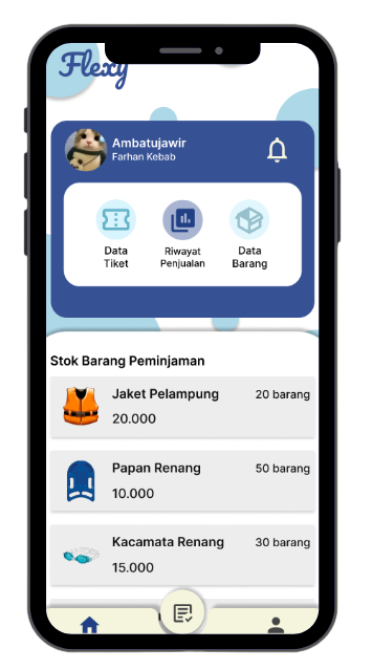 Flexy
Ambatujawir
Farhan Kebab
Data
Tiket
Riwayat
Penjualan
Data
Barang
Stok Barang Peminjaman
Jaket Pelampung 20 barang
20.000
Papan Renang 50 barang
10.000
Kacamata Renang 30 barang
15.000